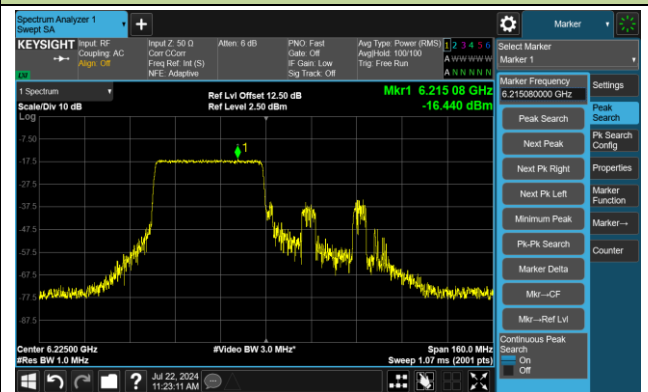 Spectrum Analyzer 1
Swept SA
Marker
KEYSIGHT
Input: RF
Coupling: AC
Align: Off
Input Z: 50 Ω
Corr CCorr
Freq Ref: Int (S)
NFE: Adaptive
Atten: 6 dB
PNO: Fast
Gate: Off
IF Gain: Low
Sig Track: Off
Avg Type: Power (RMS)
Avg|Hold: 100/100
Trig: Free Run
1 2 3 4 5 6
A W W W W W
A N N N N N
Select Marker
Marker 1
1 Spectrum
Scale/Div 10 dB
Log
Ref Lvl Offset 12.50 dB
Ref Level 2.50 dBm
Mkr1 6.215 08 GHz
-16.440 dBm
Marker Frequency
6.215080000 GHz
Settings
Peak Search
Peak Search
Next Peak
Pk Search Config
Next Pk Right
Properties
Next Pk Left
Marker Function
Minimum Peak
Marker→
Pk-Pk Search
Counter
Marker Delta
Mkr→CF
Mkr→Ref Lvl
Continuous Peak
Search
On
Off
1
-7.50
-17.5
-27.5
-37.5
-47.5
-57.5
-67.5
-77.5
-87.5
Center 6.22500 GHz
#Res BW 1.0 MHz
#Video BW 3.0 MHz*
Span 160.0 MHz
Sweep 1.07 ms (2001 pts)
?
Jul 22, 2024
11:23:11 AM